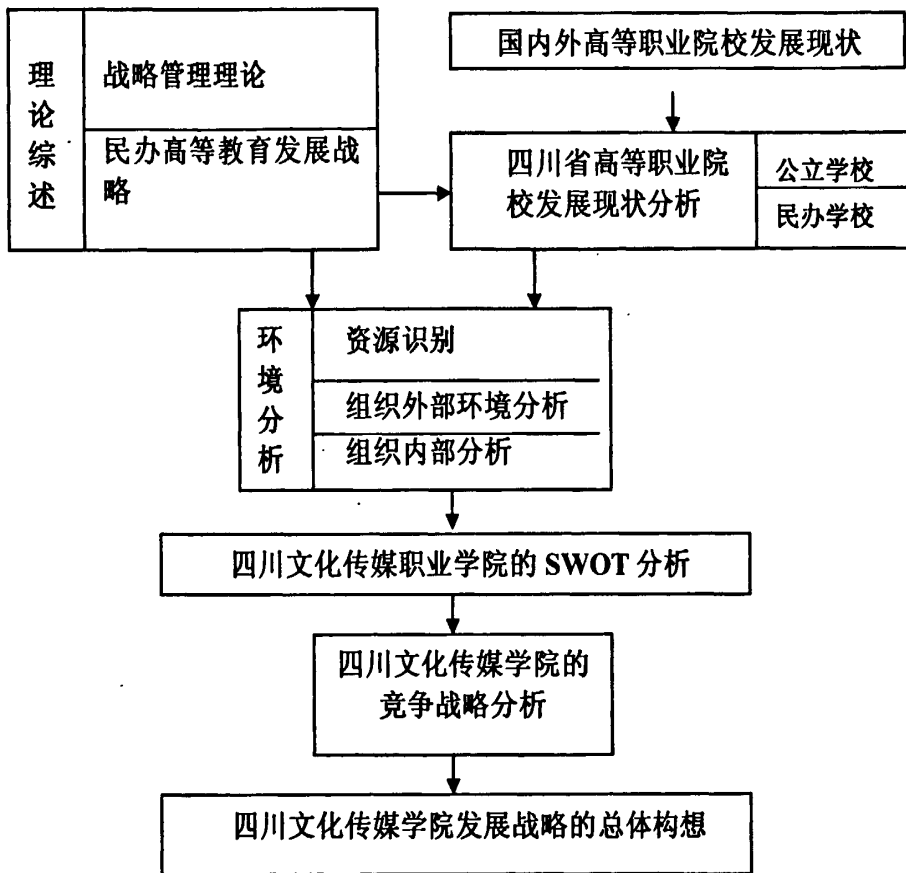 理论综述
战略管理理论
民办高等教育发展战
略
国内外高等职业院校发展现状
四川省高等职业院
校发展现状分析
公立学校
民办学校
环境分析
资源识别
组织外部环境分析
组织内部分析
四川文化传媒职业学院的 SWOT 分析
四川文化传媒学院的
竞争战略分析
四川文化传媒学院发展战略的总体构想